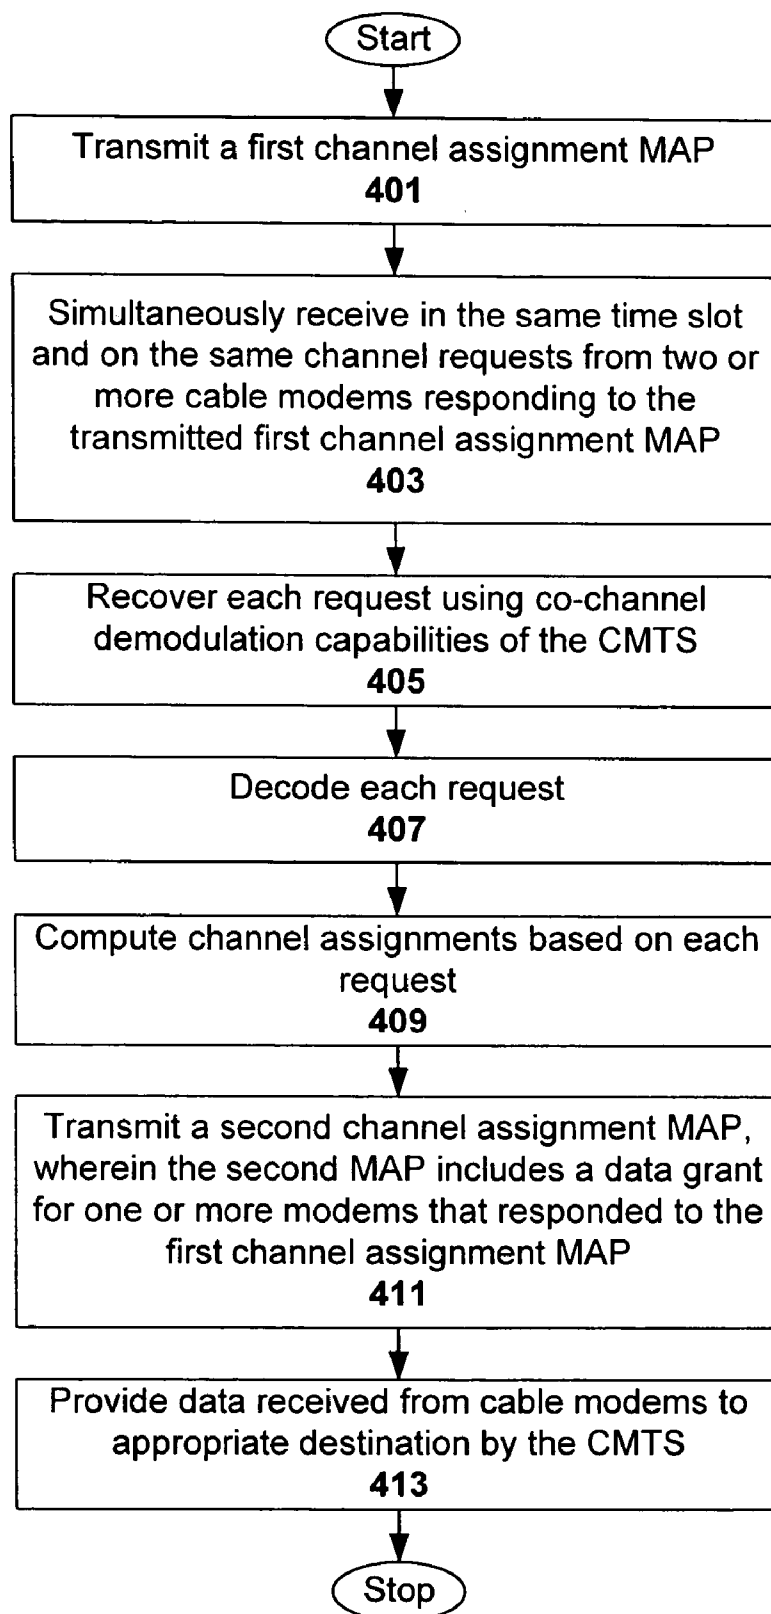 Start
Transmit a first channel assignment MAP
401
Simultaneously receive in the same time slot
and on the same channel requests from two or
more cable modems responding to the
transmitted first channel assignment MAP
403
Recover each request using co-channel
demodulation capabilities of the CMTS
405
Decode each request
407
Compute channel assignments based on each
request
409
Transmit a second channel assignment MAP,
wherein the second MAP includes a data grant
for one or more modems that responded to the
first channel assignment MAP
411
Provide data received from cable modems to
appropriate destination by the CMTS
413
Stop